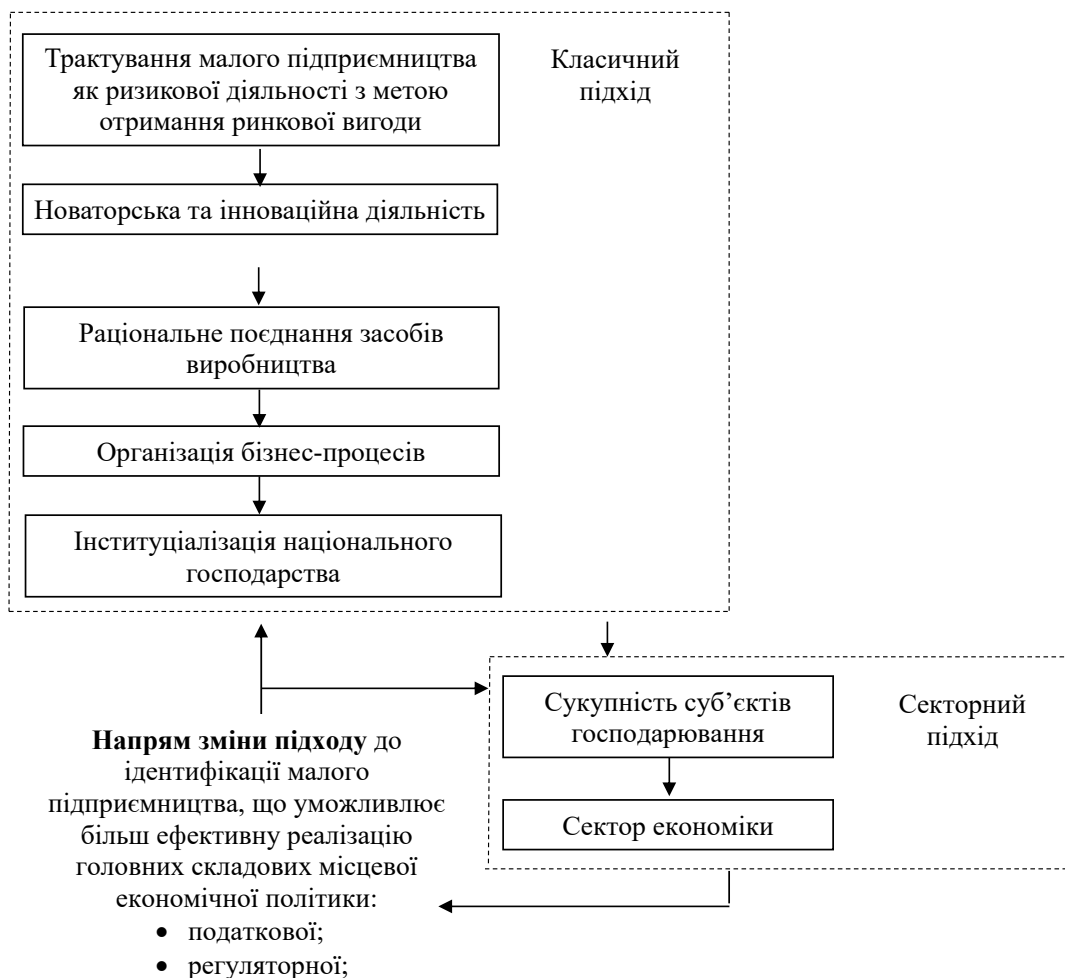 Трактування малого підприємництва
як ризикової діяльності з метою
отримання ринкової вигоди
Класичний
підхід
Новаторська та інноваційна діяльність
Раціональне поєднання засобів
виробництва
Організація бізнес-процесів
Інституціалізація національного
господарства
Сукупність суб’єктів
господарювання
Секторний
підхід
Сектор економіки
Напрям зміни підходу до
ідентифікації малого
підприємництва, що уможливлює
більш ефективну реалізацію
головних складових місцевої
економічної політики:
• податкової;
• регуляторної;